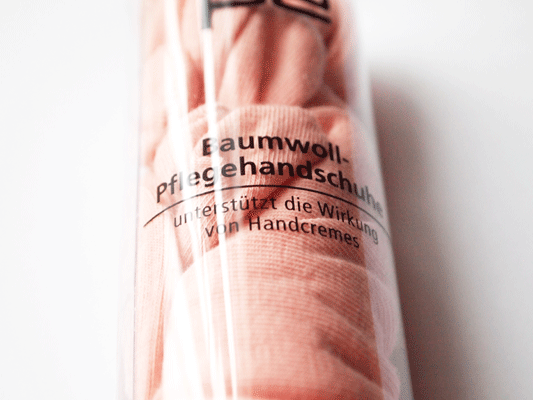 Baumwoll-
Pflegehandschuhe
unterstützt die Wirkung
von Handcremes